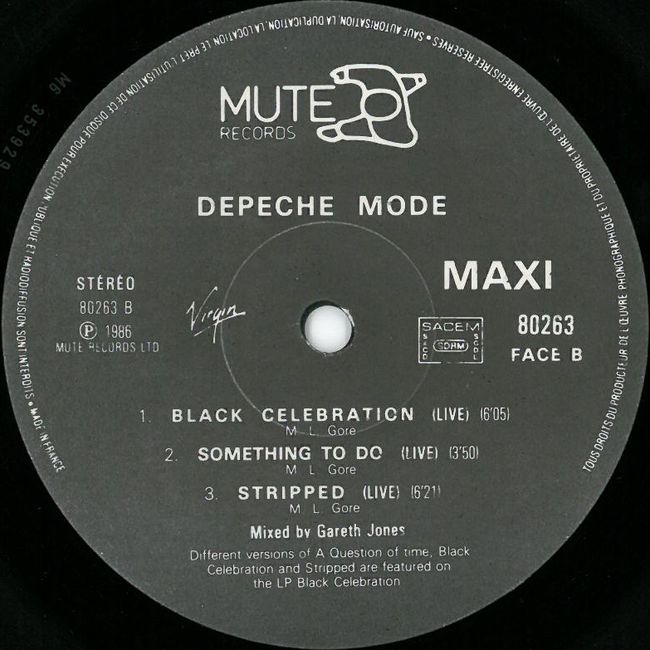 MUTE
RECORDS
DEPECHE MODE
STÉRÉO
80263 B
Ⓟ 1986
MUTE RECORDS LTD
Virgin
MAXI
SACEM
SDRM
80263
FACE B
1. BLACK CELEBRATION (LIVE) (6'05)
M. L. Gore
2. SOMETHING TO DO (LIVE) (3'50)
M. L. Gore
3. STRIPPED (LIVE) (6'21)
M. L. Gore
Mixed by Gareth Jones
Different versions of A Question of time, Black
Celebration and Stripped are featured on
the LP Black Celebration
TOUS DROITS DU PRODUCTEUR DE L'ŒUVRE PHONOGRAPHIQUE ET DU PROPRIETAIRE DE L'ŒUVRE ENREGISTREE RESERVES • SAUF AUTORISATION, LA DUPLICATION, LA LOCATION, LE PRET, L'UTILISATION DE CE DISQUE POUR EXECUTION PUBLIQUE ET RADIODIFFUSION SONT INTERDITS • MADE IN FRANCE
MG 353929